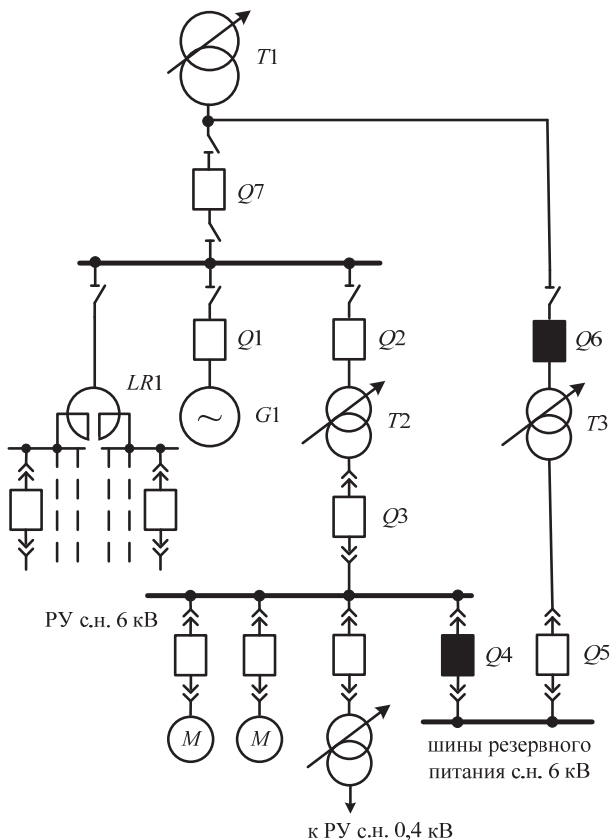 T1
Q7
Q1
Q2
Q6
LR1
~
G1
T2
T3
Q3
РУ с.н. 6 кВ
Q4
Q5
M
M
шины резервного
питания с.н. 6 кВ
к РУ с.н. 0,4 кВ